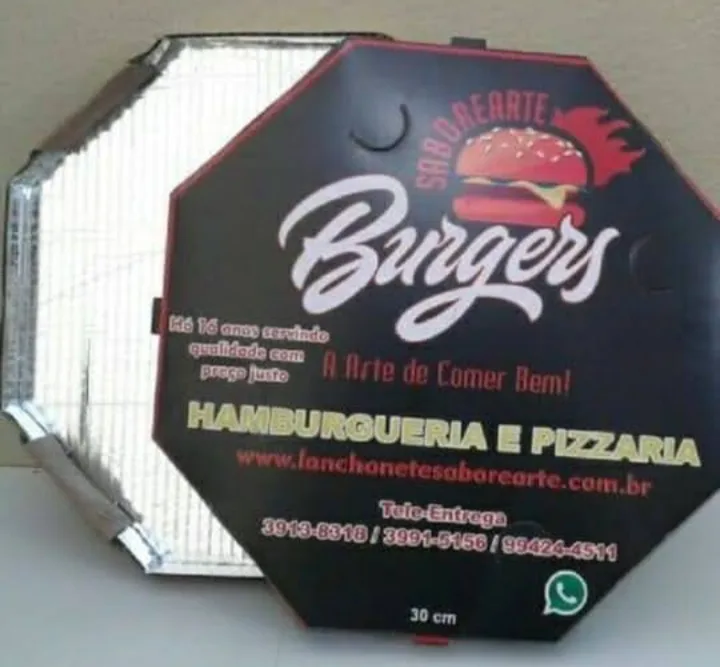 SABOREARTE
Burgers
Há 16 anos servindo
qualidade com
preço justo
A Arte de Comer Bem!
HAMBURGUERIA E PIZZARIA
www.lanchonetesaborearte.com.br
Tele-Entrega
3913-8318 / 3991-5156 / 99424-4511
30 cm